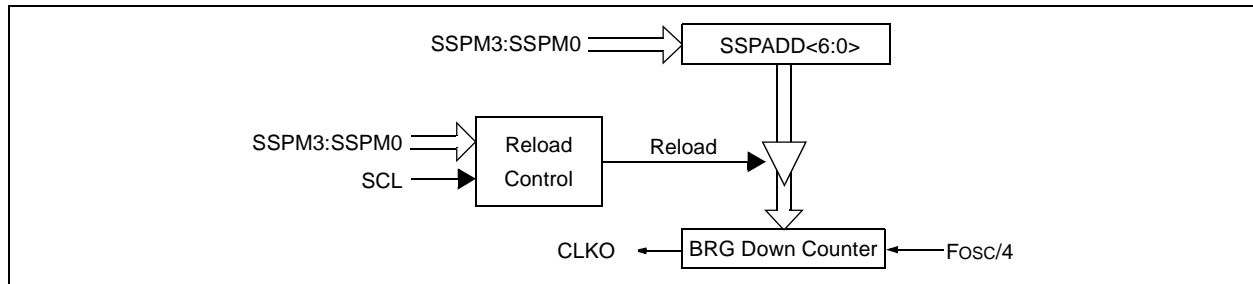 SSPM3:SSPM0
SSPADD<6:0>
SSPM3:SSPM0
SCL
Reload
Control
Reload
CLKO
BRG Down Counter
FOSC/4